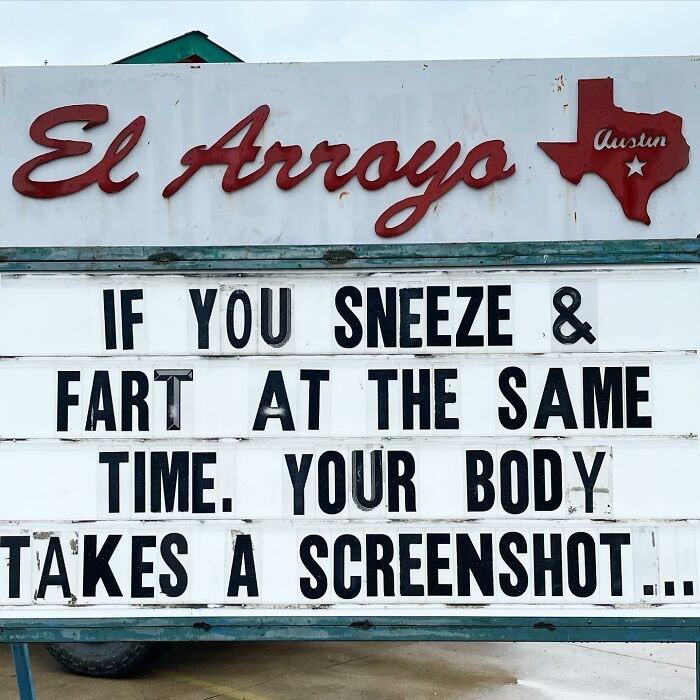 El Arroyo
Austin
IF YOU SNEEZE &
FART AT THE SAME
TIME. YOUR BODY
TAKES A SCREENSHOT...